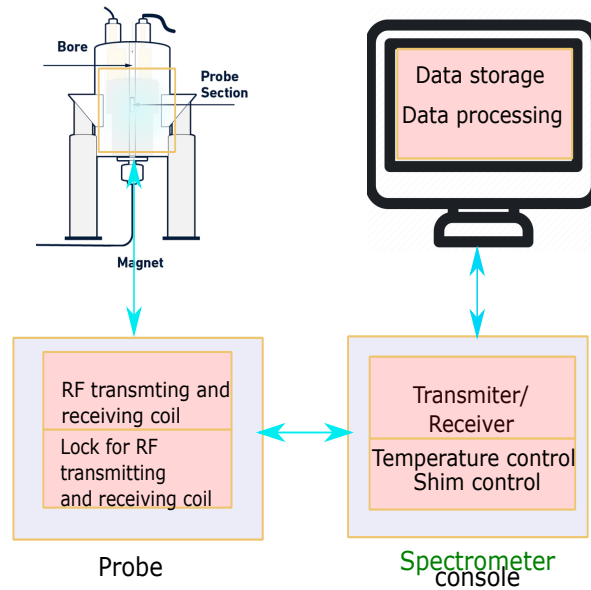 Bore
Probe
Section
Magnet
Data storage
Data processing
RF transmting and
receiving coil
Lock for RF
transmitting
and receiving coil
Probe
Transmiter/
Receiver
Temperature control
Shim control
Spectrometer
console